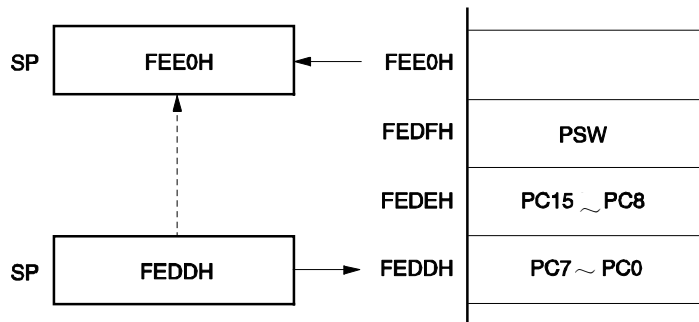 SP FEE0H FEE0H
FEDFH PSW
FEDEH PC15 ~ PC8
SP FEDDH FEDDH PC7 ~ PC0